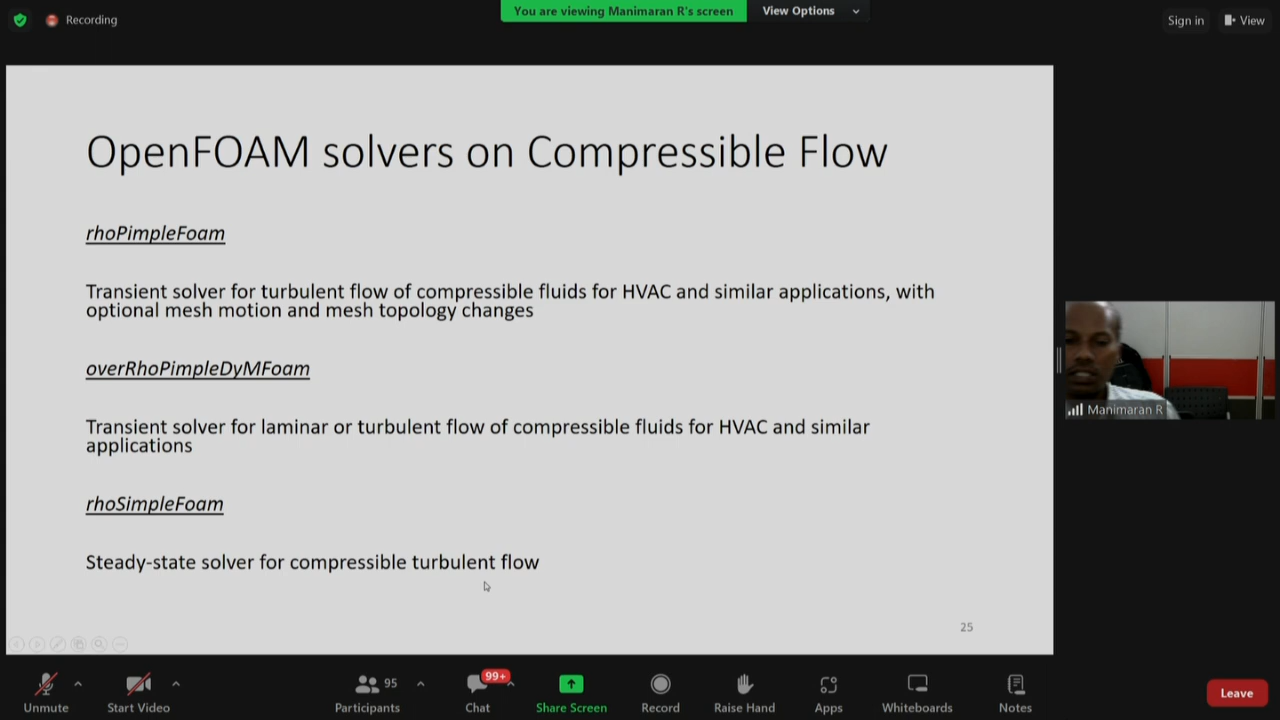 Recording
You are viewing Manimaran R's screen
View Options
Sign in
View
OpenFOAM solvers on Compressible Flow
rhoPimpleFoam
Transient solver for turbulent flow of compressible fluids for HVAC and similar applications, with
optional mesh motion and mesh topology changes
overRhoPimpleDyMFoam
Transient solver for laminar or turbulent flow of compressible fluids for HVAC and similar
applications
rhoSimpleFoam
Steady-state solver for compressible turbulent flow
25
Manimaran R
Unmute
Start Video
95
Participants
99+
Chat
Share Screen
Record
Raise Hand
Apps
Whiteboards
Notes
Leave